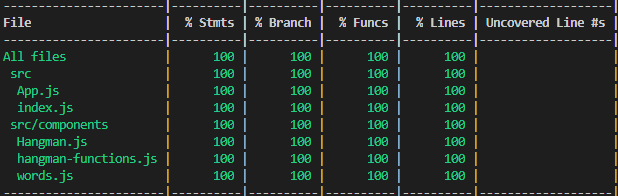 File | % Stmts | % Branch | % Funcs | % Lines | Uncovered Line #s
All files | 100 | 100 | 100 | 100 |
src | 100 | 100 | 100 | 100 |
App.js | 100 | 100 | 100 | 100 |
index.js | 100 | 100 | 100 | 100 |
src/components | 100 | 100 | 100 | 100 |
Hangman.js | 100 | 100 | 100 | 100 |
hangman-functions.js | 100 | 100 | 100 | 100 |
words.js | 100 | 100 | 100 | 100 |